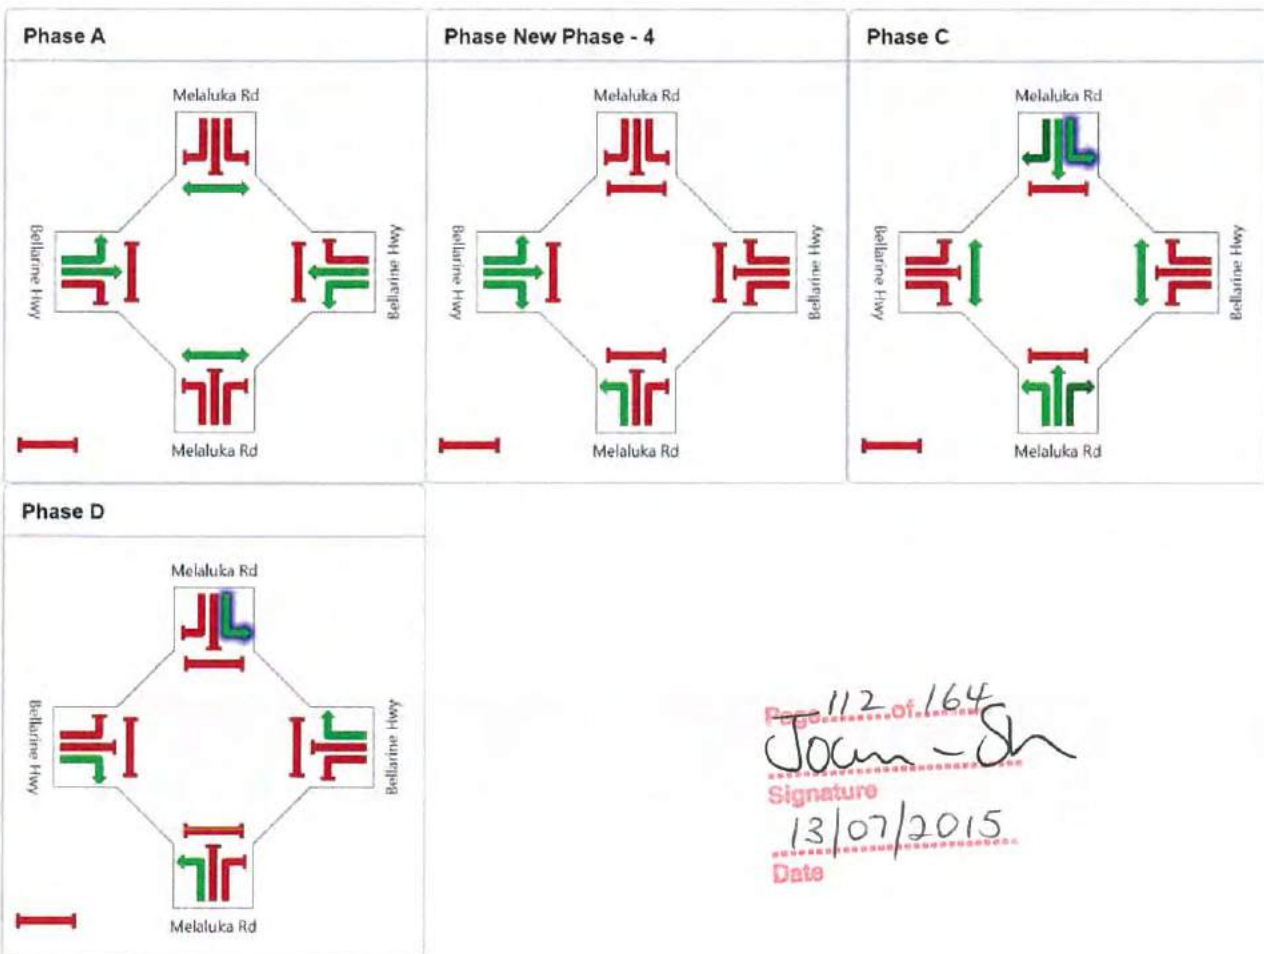 Phase A
Melaluka Rd
Bellarine Hwy
Bellarine Hwy
Melaluka Rd
Phase New Phase - 4
Melaluka Rd
Bellarine Hwy
Bellarine Hwy
Melaluka Rd
Phase C
Melaluka Rd
Bellarine Hwy
Bellarine Hwy
Melaluka Rd
Phase D
Melaluka Rd
Bellarine Hwy
Bellarine Hwy
Melaluka Rd
Page 112 of 164
Signature
13/07/2015
Date